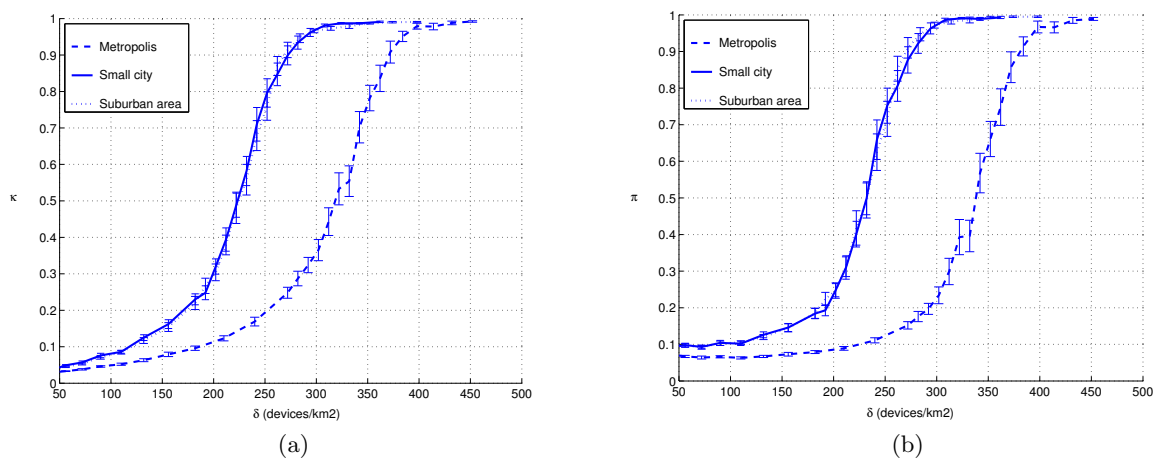 1
0.9
0.8
0.7
0.6
0.5
0.4
0.3
0.2
0.1
0
κ
Metropolis
Small city
Suburban area
50 100 150 200 250 300 350 400 450 500
δ (devices/km2)
(a)
1
0.9
0.8
0.7
0.6
0.5
0.4
0.3
0.2
0.1
0
π
Metropolis
Small city
Suburban area
50 100 150 200 250 300 350 400 450 500
δ (devices/km2)
(b)